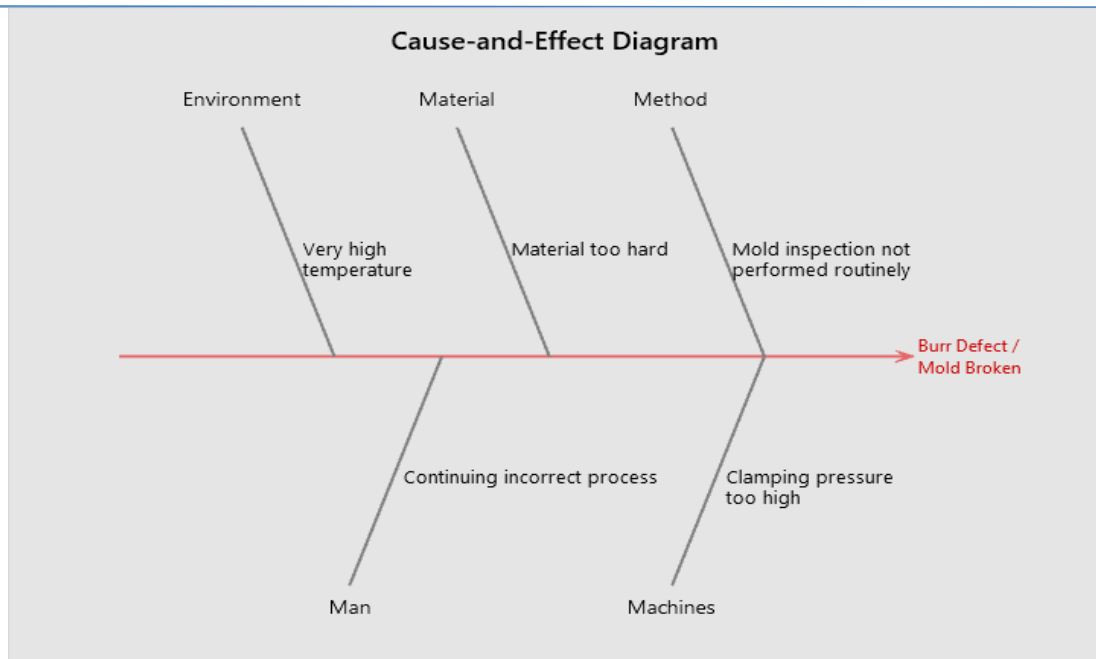 Cause-and-Effect Diagram
Environment
Material
Method
Very high
temperature
Material too hard
Mold inspection not
performed routinely
Burr Defect /
Mold Broken
Continuing incorrect process
Clamping pressure
too high
Man
Machines